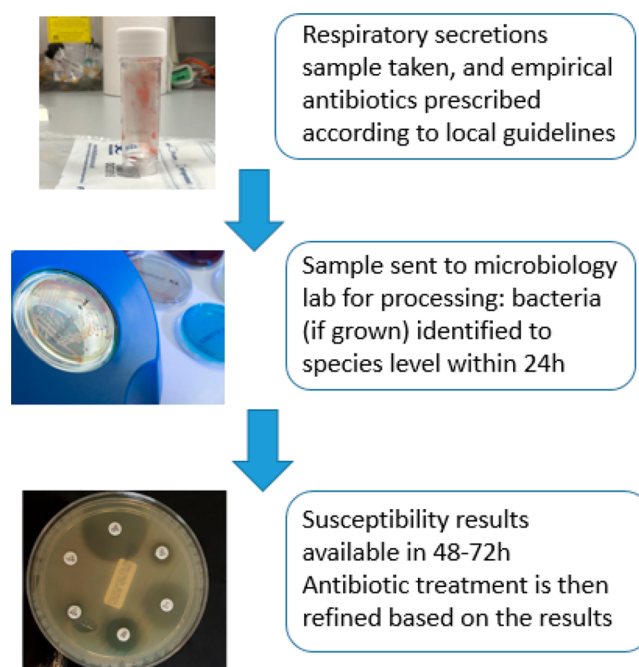 Respiratory secretions
sample taken, and empirical
antibiotics prescribed
according to local guidelines
Sample sent to microbiology
lab for processing: bacteria
(if grown) identified to
species level within 24h
Susceptibility results
available in 48-72h
Antibiotic treatment is then
refined based on the results